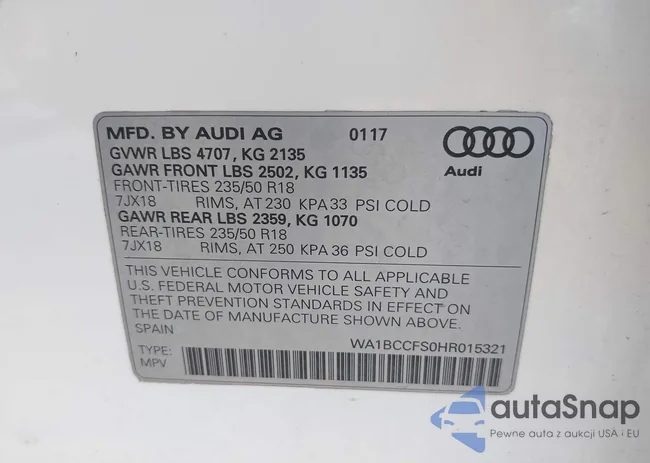 MFD. BY AUDI AG 0117
GVWR LBS 4707, KG 2135
GAWR FRONT LBS 2502, KG 1135
FRONT-TIRES 235/50 R18
7JX18 RIMS, AT 230 KPA 33 PSI COLD
GAWR REAR LBS 2359, KG 1070
REAR-TIRES 235/50 R18
7JX18 RIMS, AT 250 KPA 36 PSI COLD
Audi
THIS VEHICLE CONFORMS TO ALL APPLICABLE
U.S. FEDERAL MOTOR VEHICLE SAFETY AND
THEFT PREVENTION STANDARDS IN EFFECT ON
THE DATE OF MANUFACTURE SHOWN ABOVE.
SPAIN WA1BCCFS0HR015321
TYPE:
MPV
autaSnap
Pewne auta z aukcji USA i EU